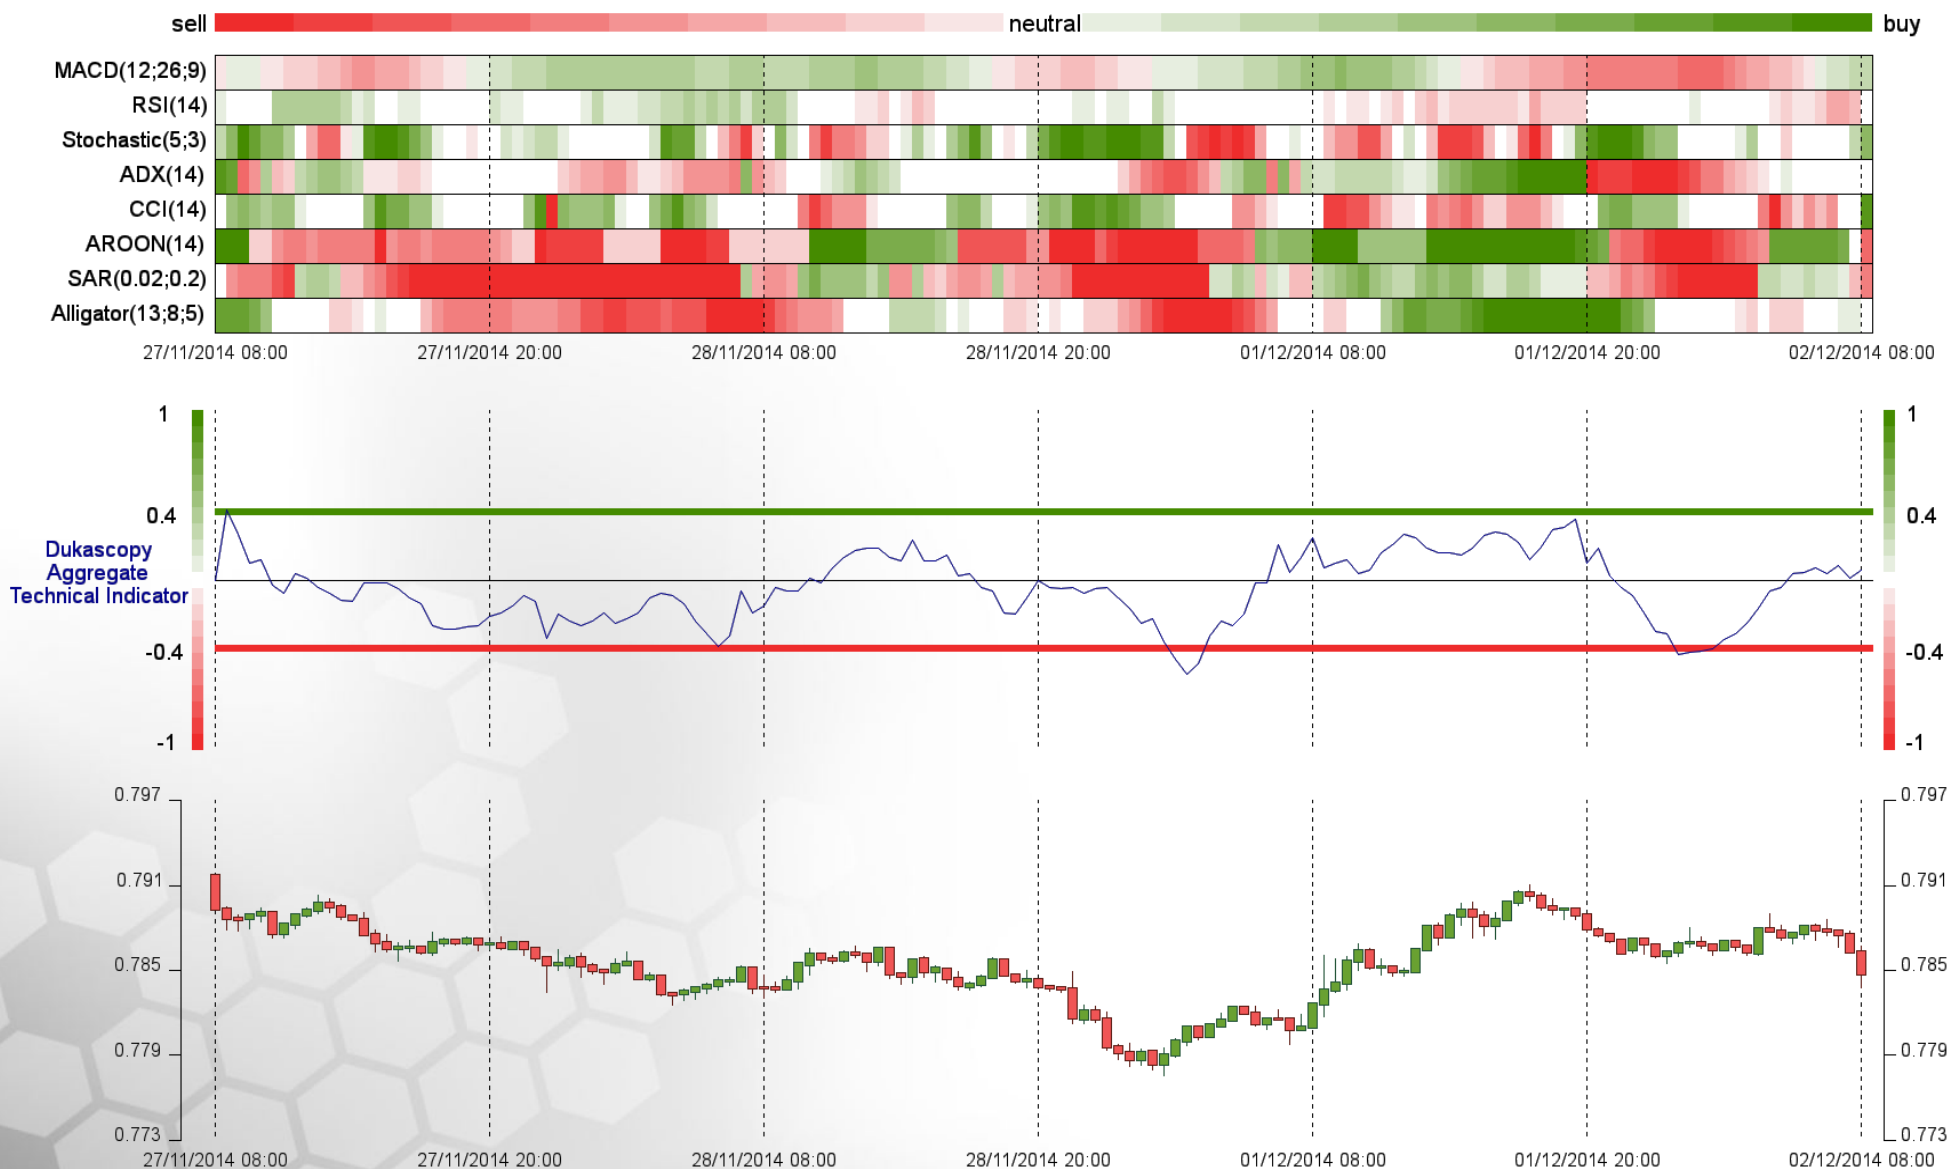 sell neutral buy
MACD(12;26;9)
RSI(14)
Stochastic(5;3)
ADX(14)
CCI(14)
AROON(14)
SAR(0.02;0.2)
Alligator(13;8;5)
27/11/2014 08:00 27/11/2014 20:00 28/11/2014 08:00 28/11/2014 20:00 01/12/2014 08:00 01/12/2014 20:00 02/12/2014 08:00
1 1
0.4 0.4
Dukascopy
Aggregate
Technical Indicator
-0.4 -0.4
-1 -1
0.797 0.797
0.791 0.791
0.785 0.785
0.779 0.779
0.773 0.773
27/11/2014 08:00 27/11/2014 20:00 28/11/2014 08:00 28/11/2014 20:00 01/12/2014 08:00 01/12/2014 20:00 02/12/2014 08:00